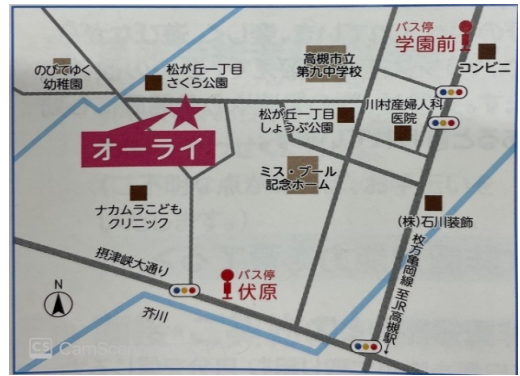 バス停
学園前
コンビニ
のびてゆく
幼稚園
松が丘一丁目
さくら公園
高槻市立
第九中学校
オーライ
松が丘一丁目
しょうぶ公園
川村産婦人科
医院
ミス・ブール
記念ホーム
ナカムラこども
クリニック
(株)石川装飾
摂津峡大通り
バス停
伏原
枚方亀岡線 至JR高槻駅
N
芥川
CS CamSc